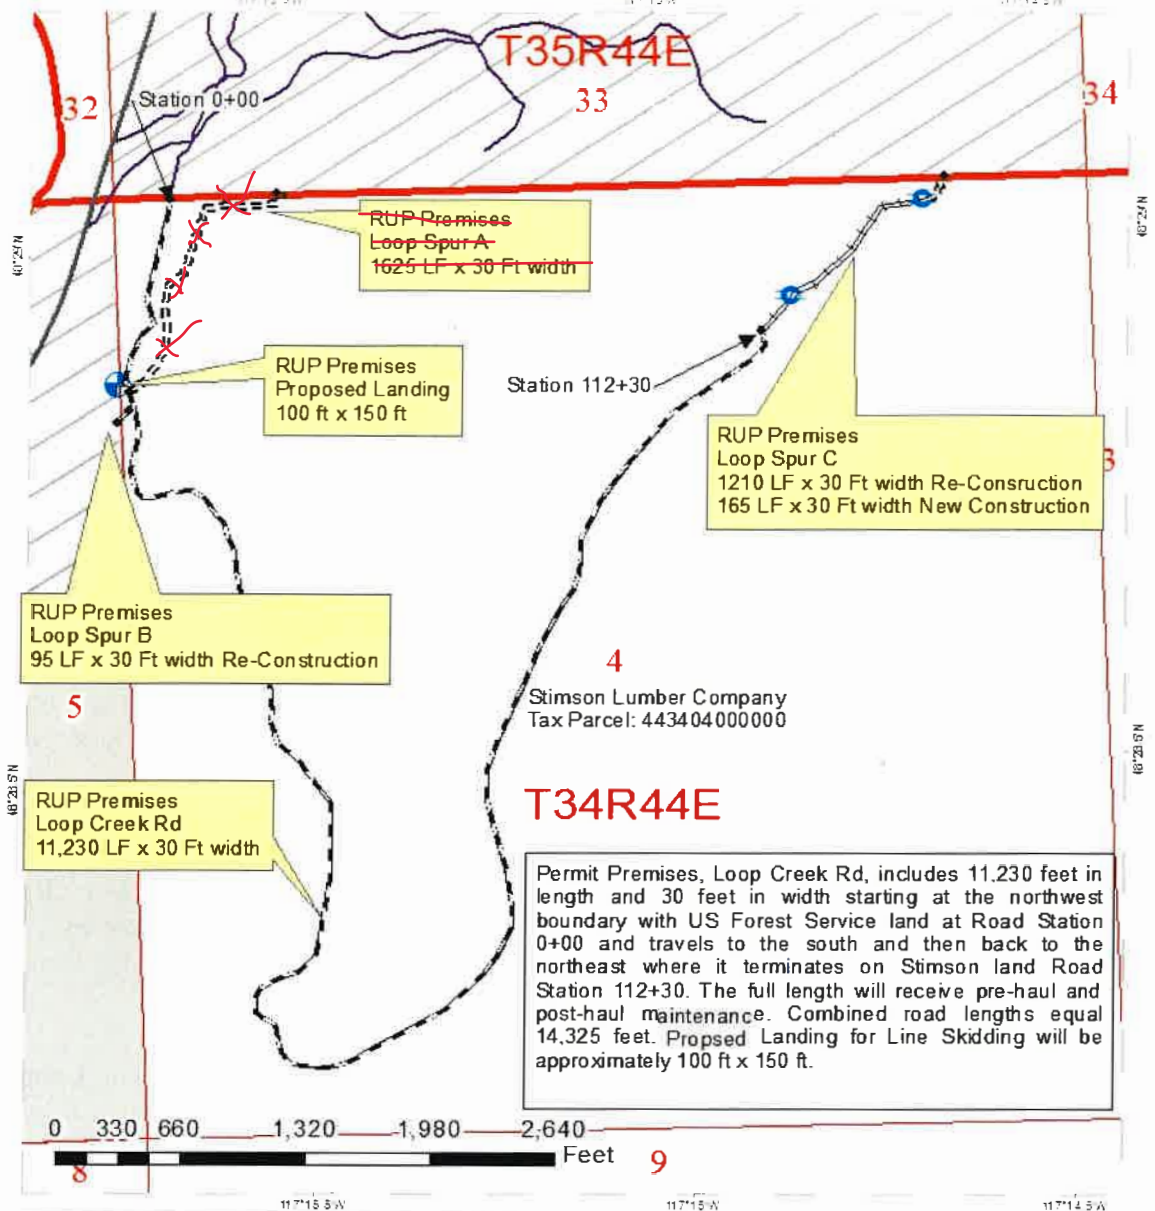 T35R44E
32
33
34
Station 0+00
RUP Premises
Loop Spur A
1625 LF x 30 Ft width
RUP Premises
Proposed Landing
100 ft x 150 ft
Station 112+30
RUP Premises
Loop Spur C
1210 LF x 30 Ft width Re-Consruction
165 LF x 30 Ft width New Construction
3
RUP Premises
Loop Spur B
95 LF x 30 Ft width Re-Construction
4
5
Stimson Lumber Company
Tax Parcel: 443404000000
RUP Premises
Loop Creek Rd
11,230 LF x 30 Ft width
T34R44E
Permit Premises, Loop Creek Rd, includes 11,230 feet in
length and 30 feet in width starting at the northwest
boundary with US Forest Service land at Road Station
0+00 and travels to the south and then back to the
northeast where it terminates on Stimson land Road
Station 112+30. The full length will receive pre-haul and
post-haul maintenance. Combined road lengths equal
14,325 feet. Propsed Landing for Line Skidding will be
approximately 100 ft x 150 ft.
0 330 660 1,320 1,980 2,640
Feet
8
9